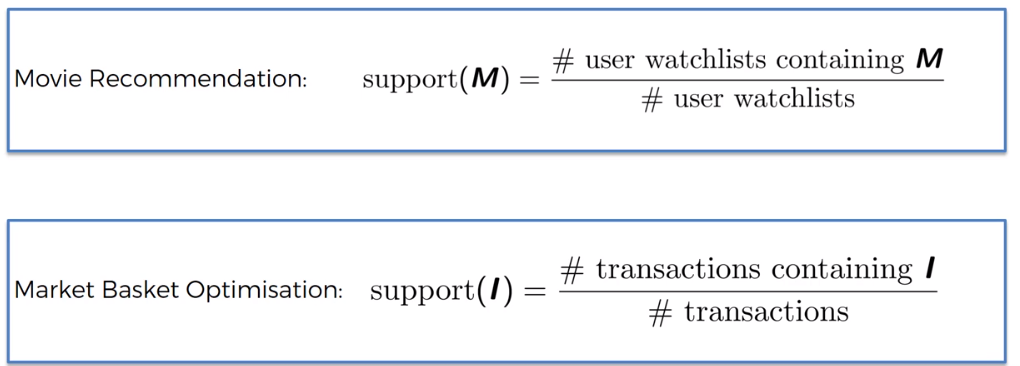 Movie Recommendation: support(M) = # user watchlists containing M / # user watchlists
Market Basket Optimisation: support(I) = # transactions containing I / # transactions